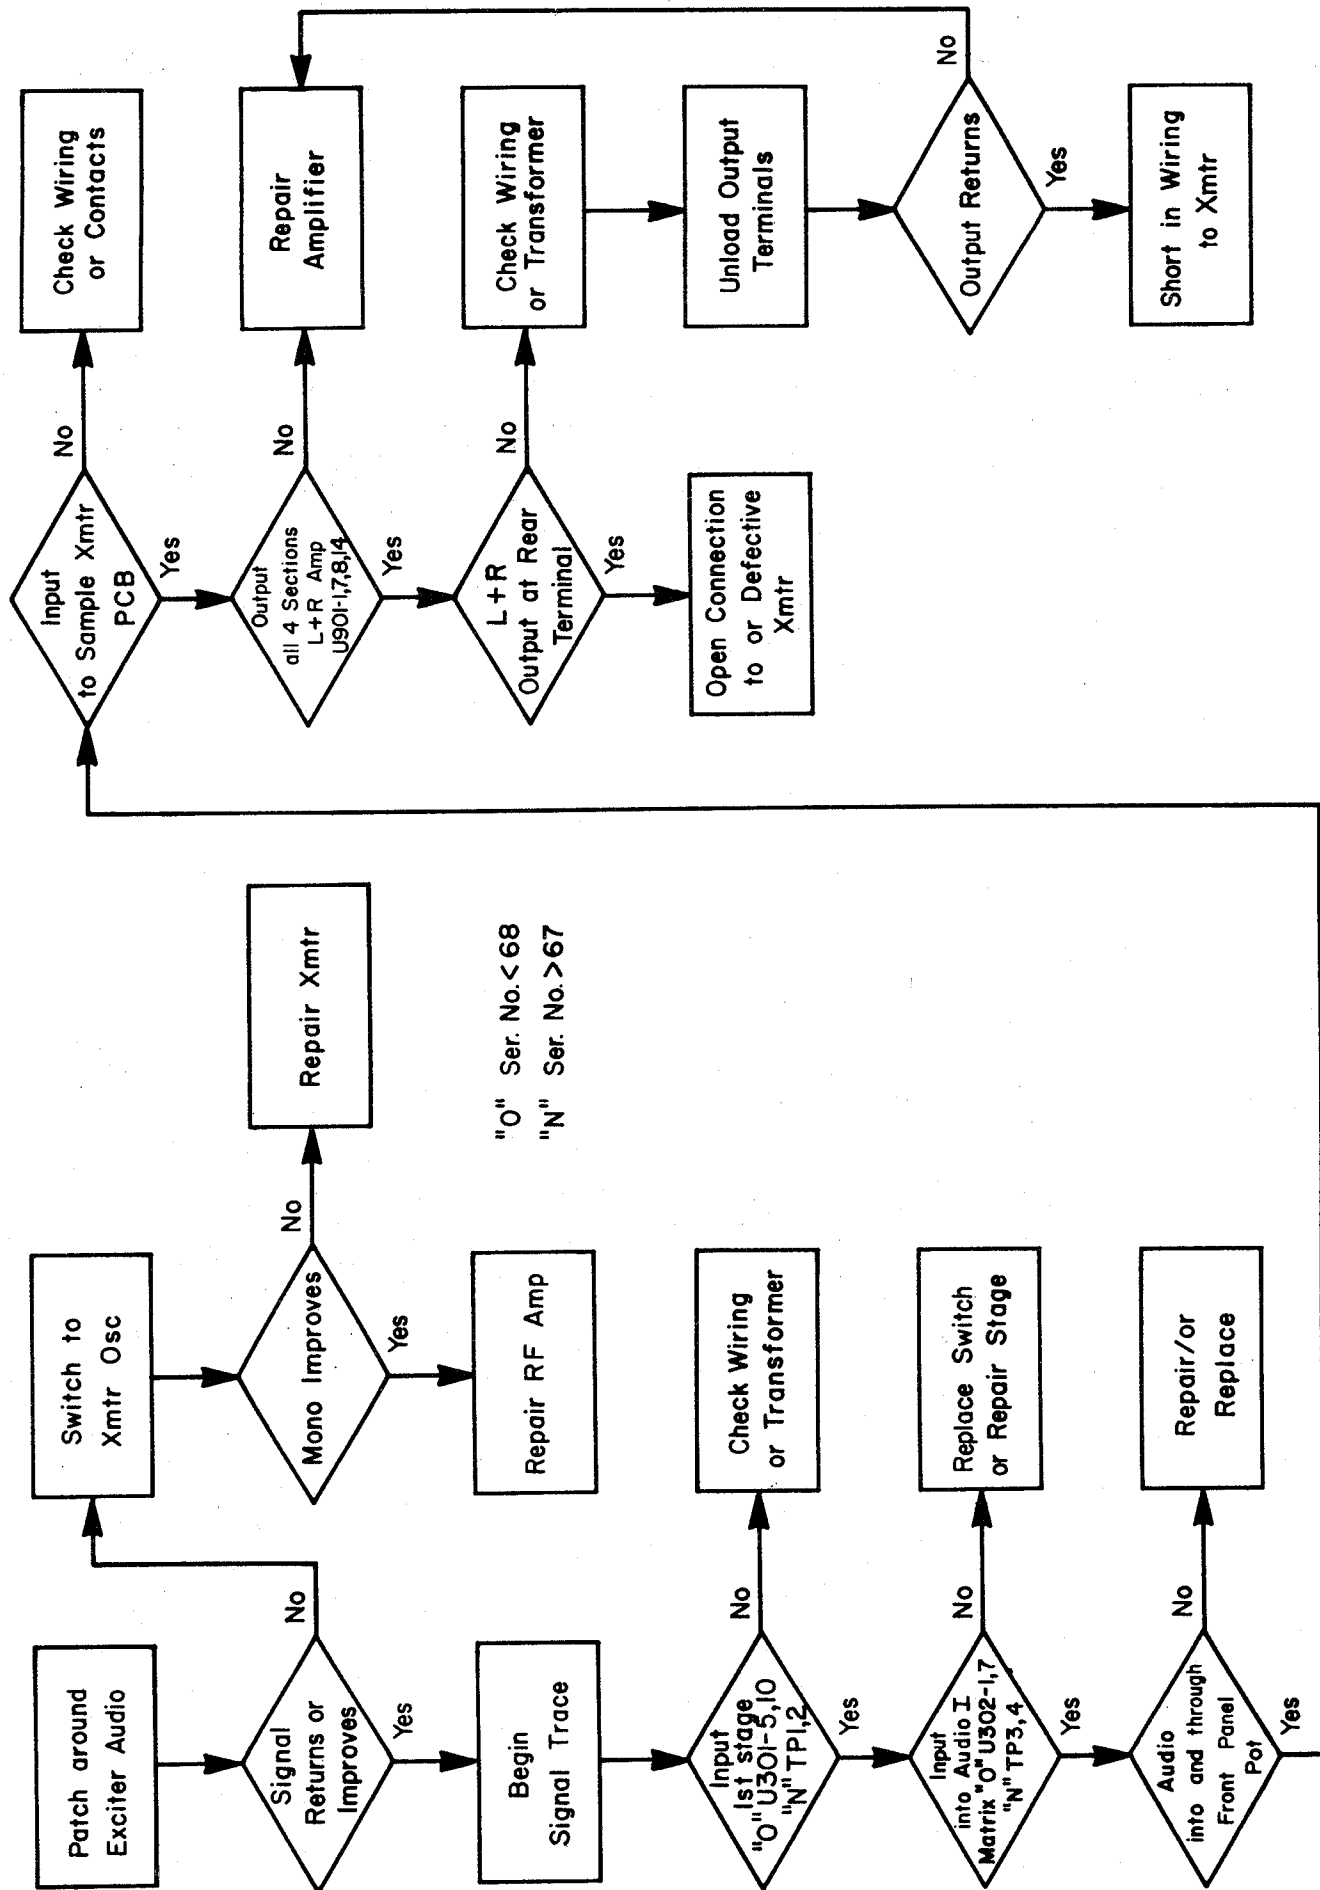 Patch around
Exciter Audio
Signal
Returns or
Improves
No
Yes
Switch to
Xmtr Osc
Mono Improves
No
Yes
Repair Xmtr
Repair RF Amp
"O" Ser. No. < 68
"N" Ser. No. > 67
Begin
Signal Trace
Input
1st stage
"O" U301-5,10
"N" TP1,2
No
Yes
Check Wiring
or Transformer
Input
into Audio I
Matrix "O" U302-1,7
"N" TP3,4
No
Yes
Replace Switch
or Repair Stage
Audio
into and through
Front Panel
Pot
No
Yes
Repair/or
Replace
Input
to Sample Xmtr
PCB
No
Yes
Check Wiring
or Contacts
Output
all 4 Sections
L+R Amp
U901-1,7,8,14
No
Yes
Repair
Amplifier
L+R
Output at Rear
Terminal
No
Yes
Check Wiring
or Transformer
Open Connection
to or Defective
Xmtr
Unload Output
Terminals
Output Returns
No
Yes
Short in Wiring
to Xmtr